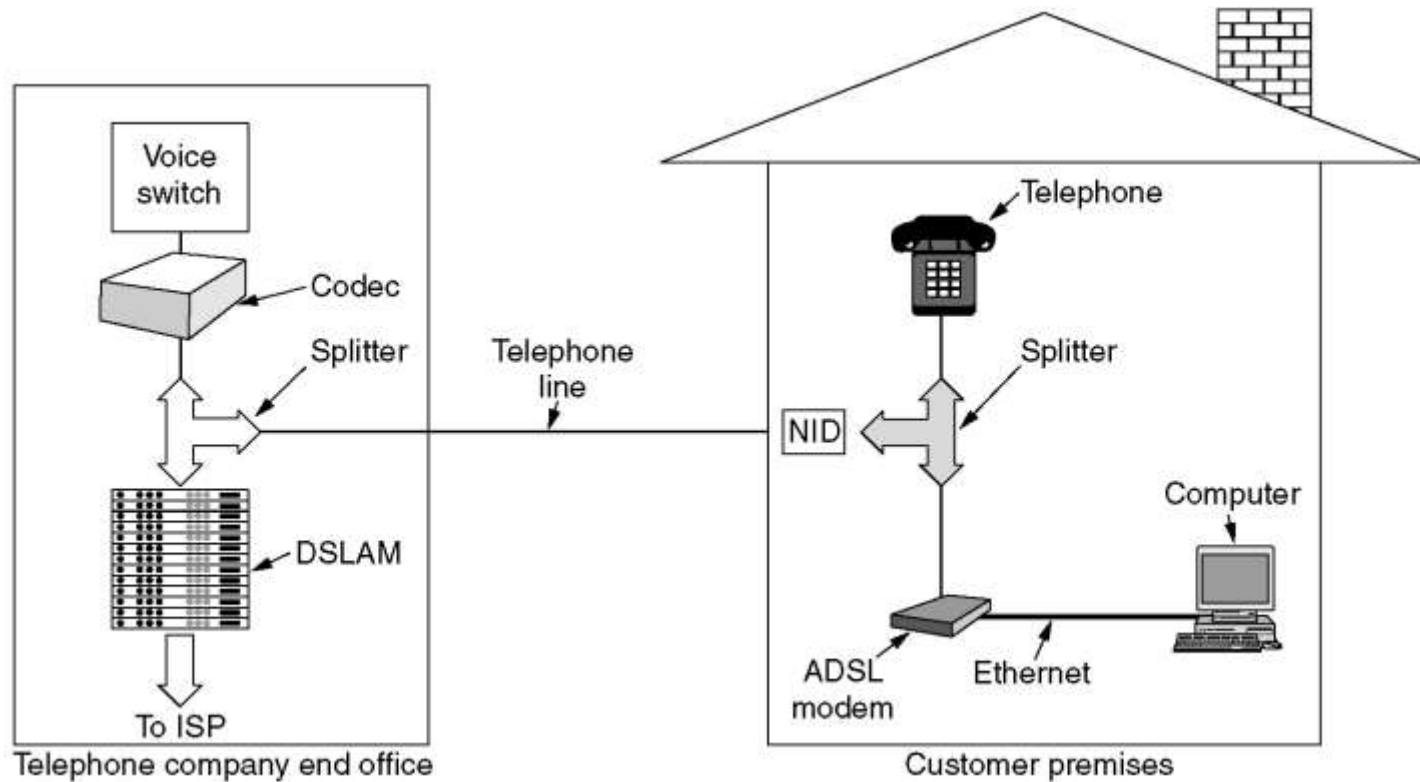 Voice
switch
Codec
Splitter
DSLAM
To ISP
Telephone company end office
Telephone
line
Telephone
Splitter
NID
Computer
ADSL
modem
Ethernet
Customer premises